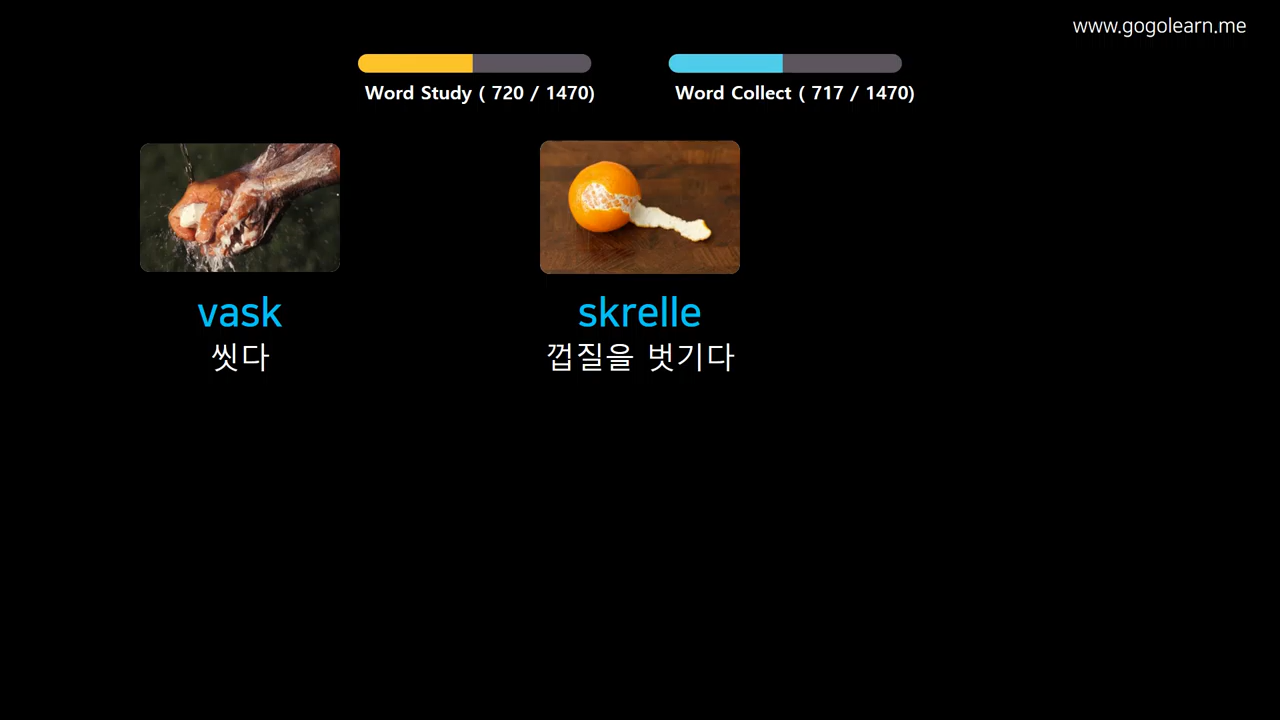 www.gogolearn.me
Word Study ( 720 / 1470)
Word Collect ( 717 / 1470)
vask
씻다
skrelle
껍질을 벗기다